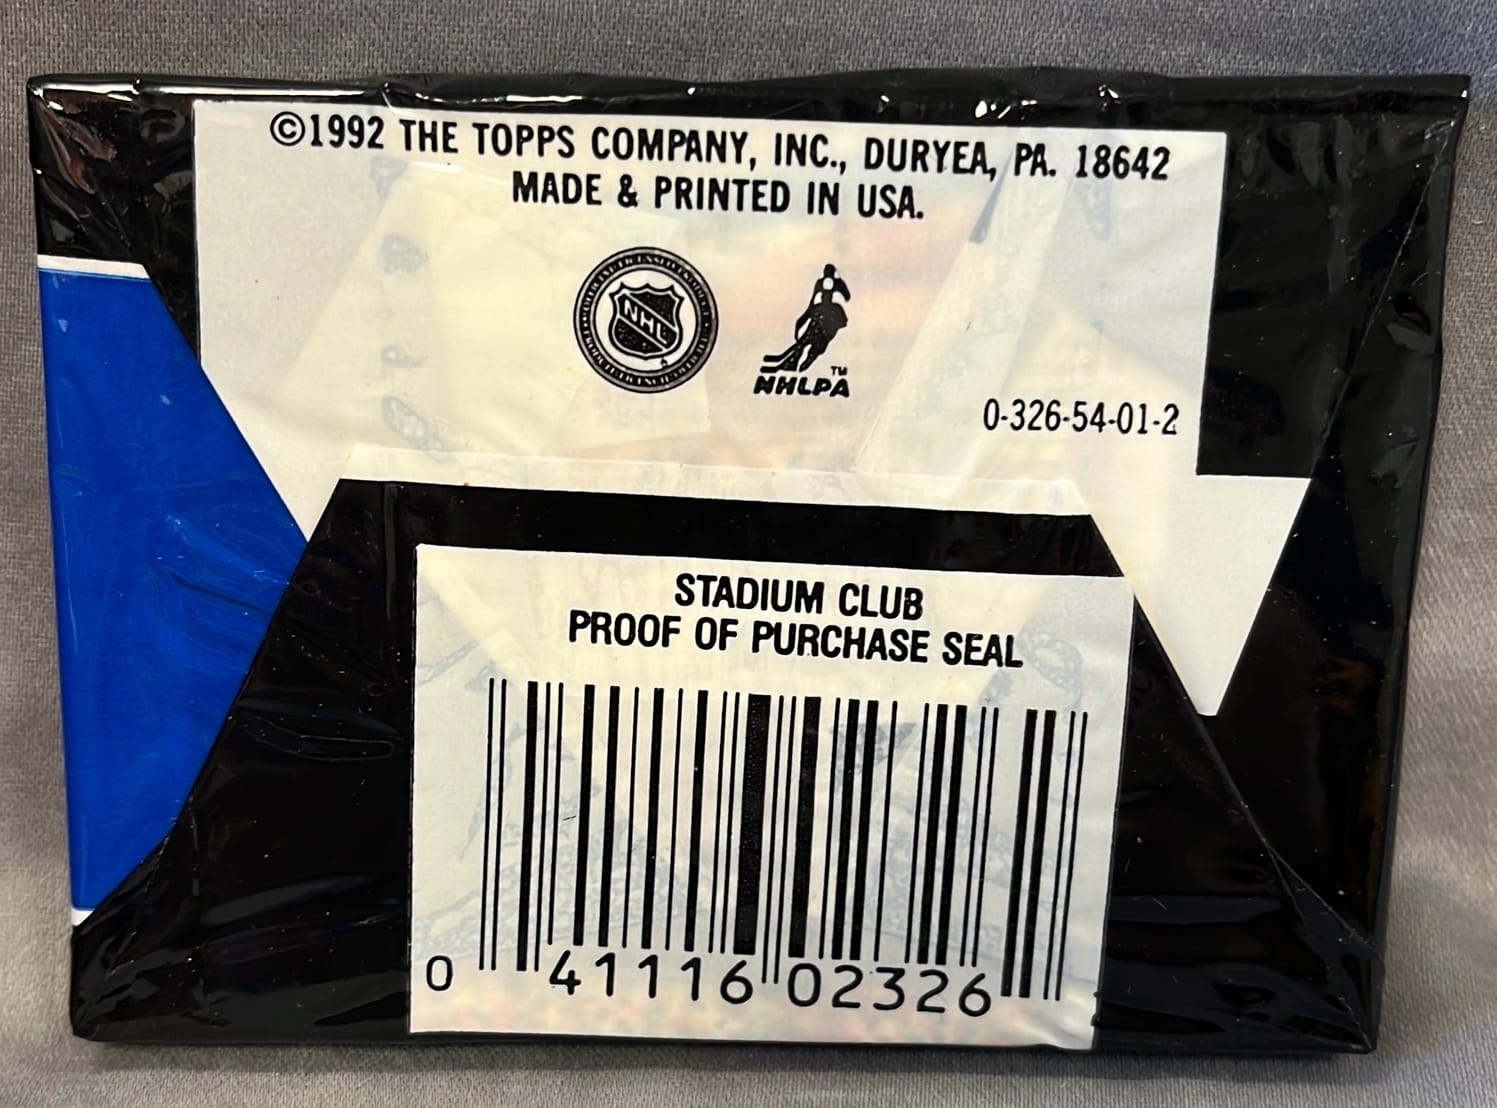 ©1992 THE TOPPS COMPANY, INC., DURYEA, PA. 18642
MADE & PRINTED IN USA.
NHL
TM
NHLPA
0-326-54-01-2
STADIUM CLUB
PROOF OF PURCHASE SEAL
0 41116 02326